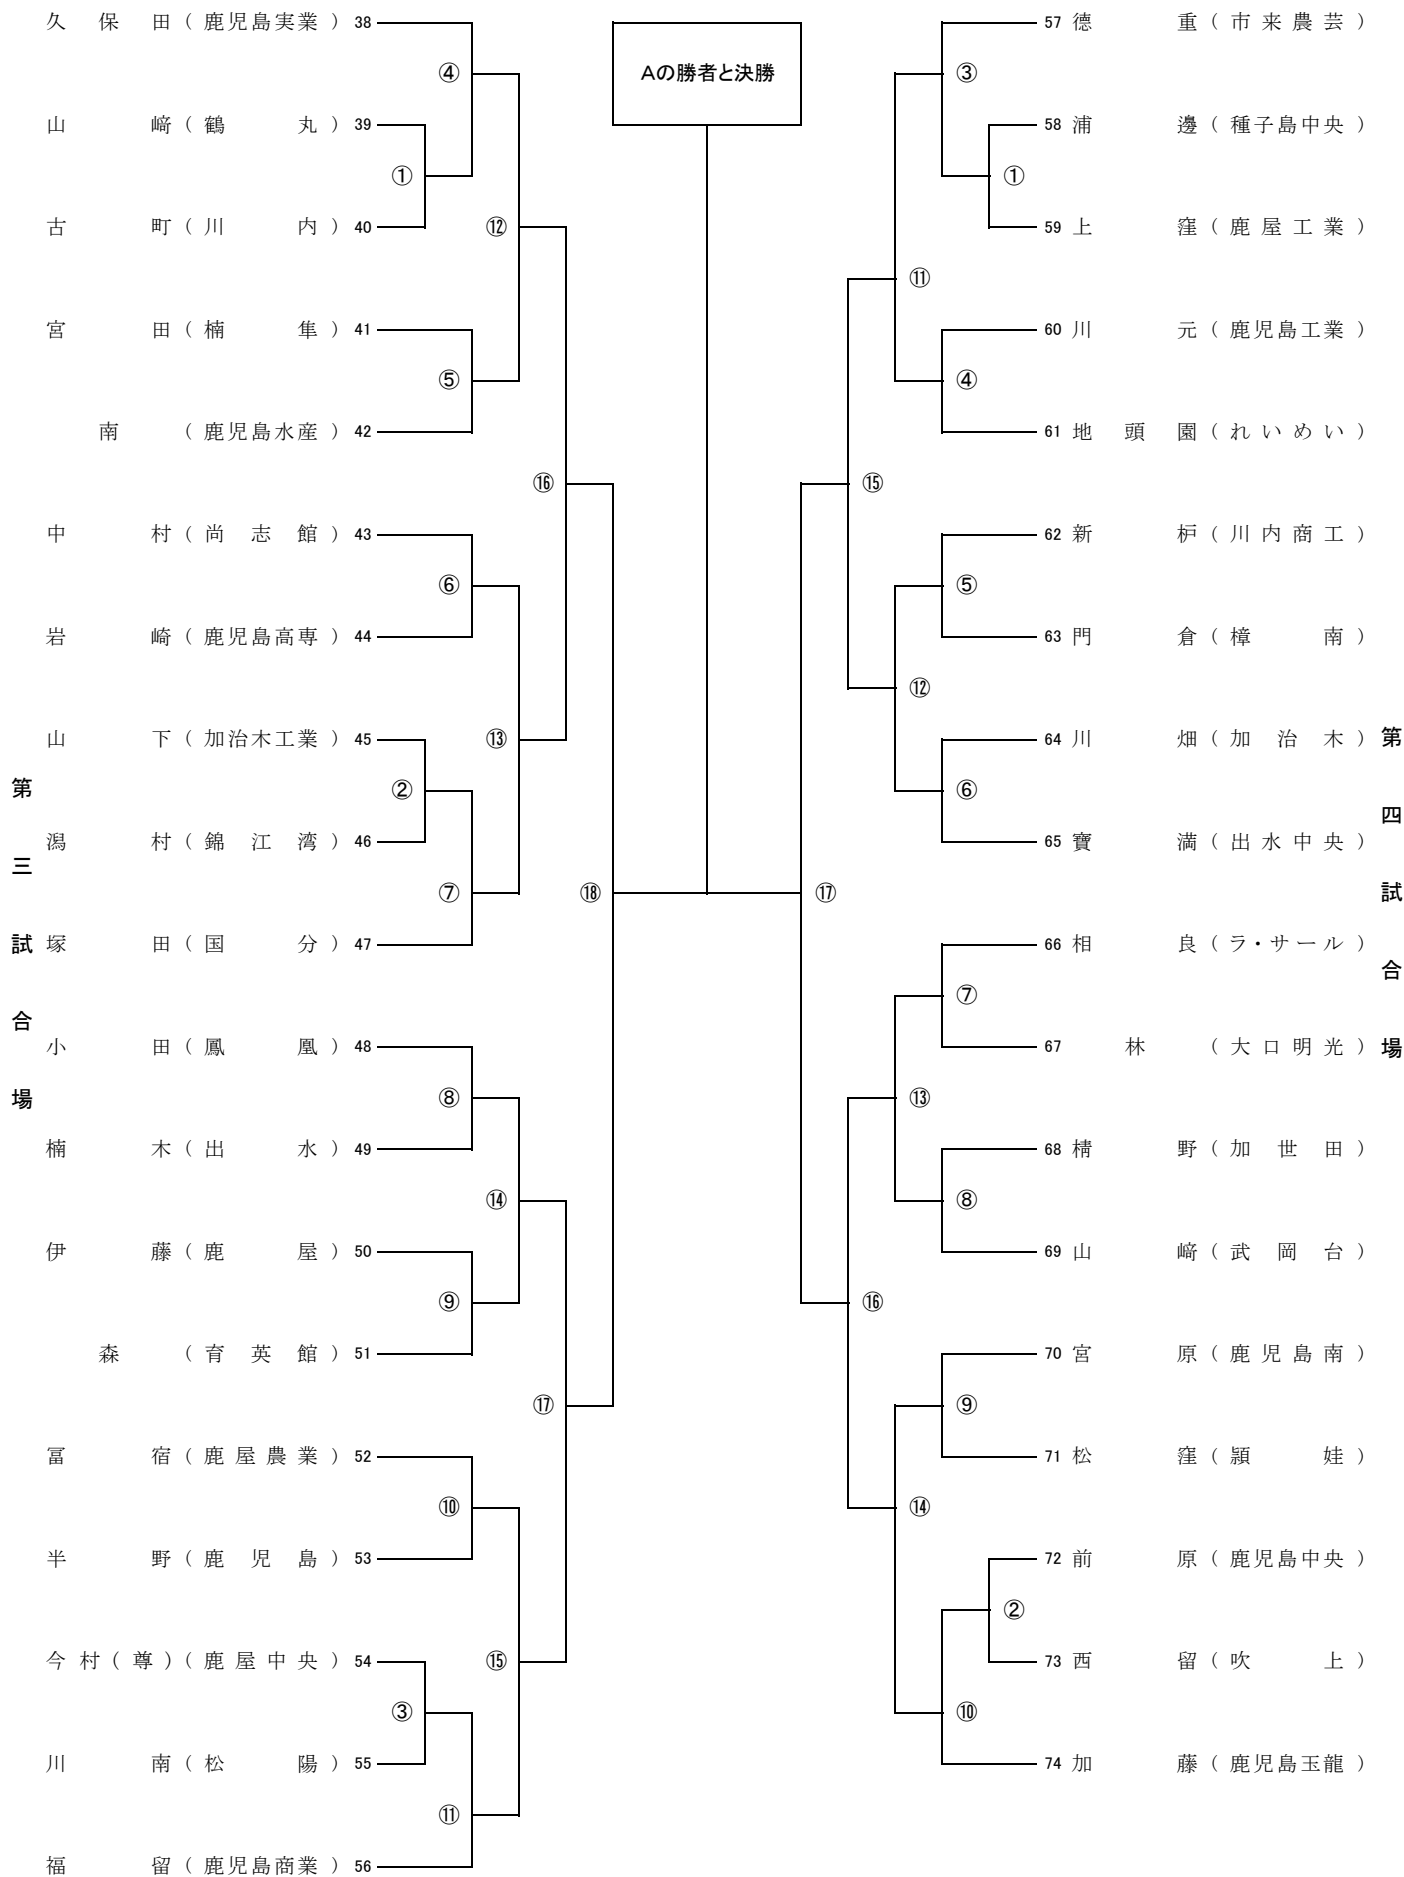 Aの勝者と決勝
第三試合場
久保田（鹿児島実業）38
④
山﨑（鶴丸）39
①
古町（川内）40
⑫
宮田（楠隼）41
⑤
南（鹿児島水産）42
⑯
中村（尚志館）43
⑥
岩崎（鹿児島高専）44
山下（加治木工業）45
⑬
②
潟村（錦江湾）46
⑦
⑱
塚田（国分）47
小田（鳳凰）48
⑧
楠木（出水）49
⑭
伊藤（鹿屋）50
⑨
森（育英館）51
⑰
冨宿（鹿屋農業）52
⑩
半野（鹿児島）53
今村(尊)（鹿屋中央）54
⑮
③
川南（松陽）55
⑪
福留（鹿児島商業）56
57 德重（市来農芸）
③
58 浦邊（種子島中央）
①
59 上窪（鹿屋工業）
⑪
60 川元（鹿児島工業）
④
61 地頭園（れいめい）
⑮
62 新枦（川内商工）
⑤
63 門倉（樟南）
⑫
64 川畑（加治木）
⑥
65 寶満（出水中央）
⑰
66 相良（ラ・サール）
⑦
67 林（大口明光）
⑬
68 棈野（加世田）
⑧
69 山﨑（武岡台）
⑯
70 宮原（鹿児島南）
⑨
71 松窪（頴娃）
⑭
72 前原（鹿児島中央）
②
73 西留（吹上）
⑩
74 加藤（鹿児島玉龍）
第四試合場